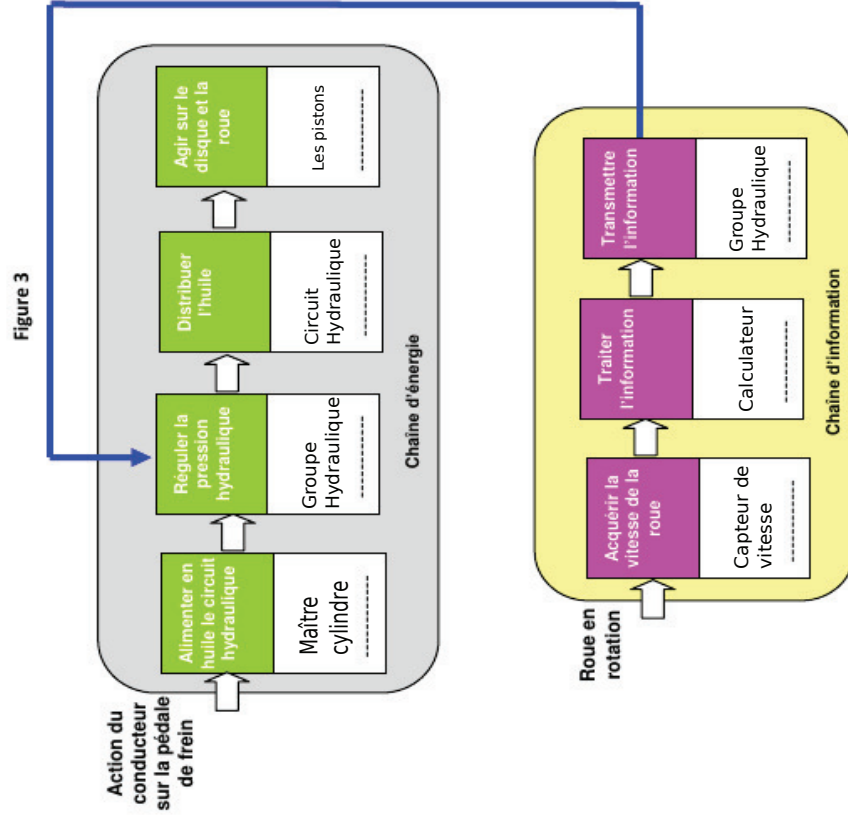 Figure 3
Action du
conducteur
sur la pédale
de frein
Alimenter en
huile le circuit
hydraulique
Maître
cylindre
-----------
Réguler la
pression
hydraulique
Groupe
Hydraulique
-----------
Distribuer
l'huile
Circuit
Hydraulique
-----------
Agir sur le
disque et la
roue
Les pistons
-----------
Chaîne d'énergie
Roue en
rotation
Acquérir la
vitesse de la
roue
Capteur de
vitesse
-----------
Traiter
l'information
Calculateur
-----------
Transmettre
l'information
Groupe
Hydraulique
-----------
Chaîne d'information